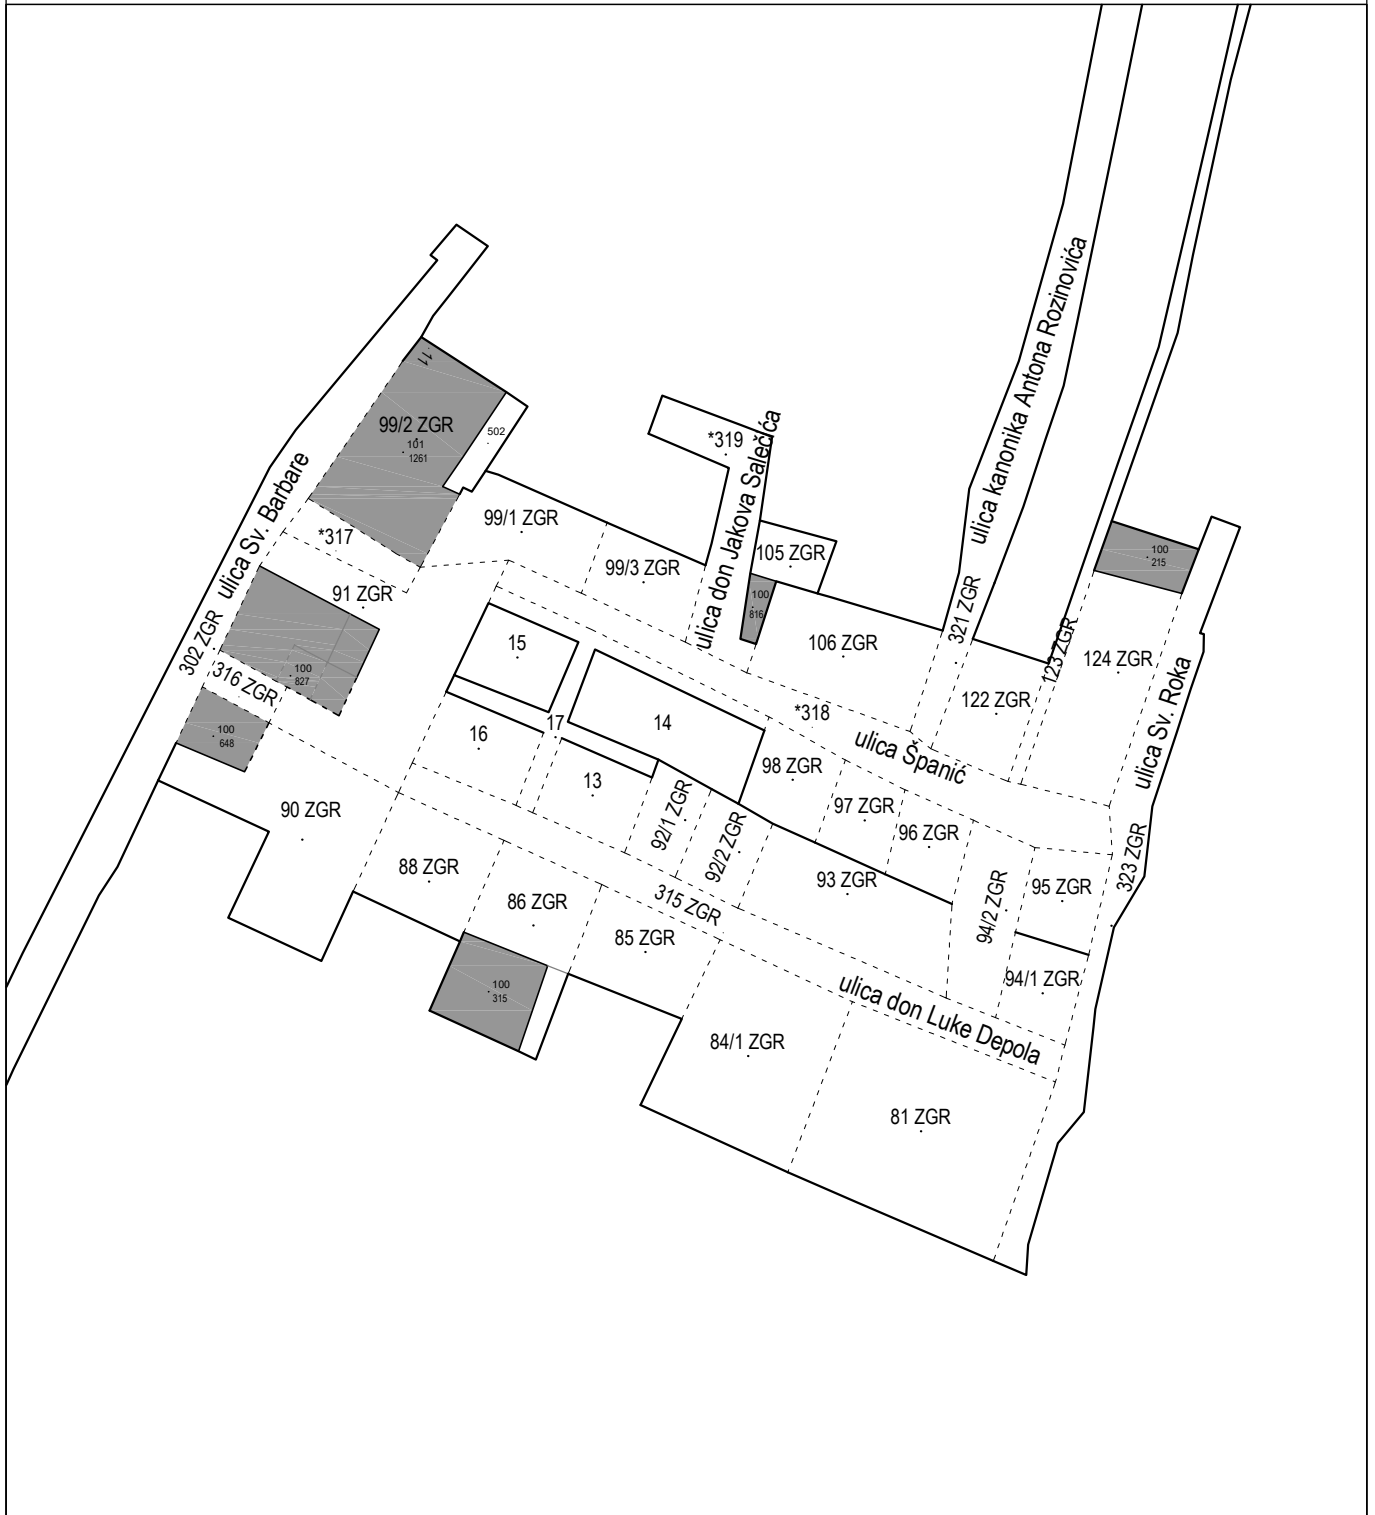 11
99/2 ZGR
101
1261
502
*319
ulica don Jakova Salečića
ulica kanonika Antona Rozinovića
ulica Sv. Barbare
*317
99/1 ZGR
99/3 ZGR
105 ZGR
100
215
91 ZGR
100
816
321 ZGR
302 ZGR
15
106 ZGR
123 ZGR
124 ZGR
316 ZGR
100
827
122 ZGR
ulica Sv. Roka
100
648
16
17
14
*318
ulica Španić
98 ZGR
13
90 ZGR
92/1 ZGR
97 ZGR
96 ZGR
92/2 ZGR
323 ZGR
88 ZGR
93 ZGR
95 ZGR
86 ZGR
315 ZGR
94/2 ZGR
85 ZGR
94/1 ZGR
100
315
ulica don Luke Depola
84/1 ZGR
81 ZGR